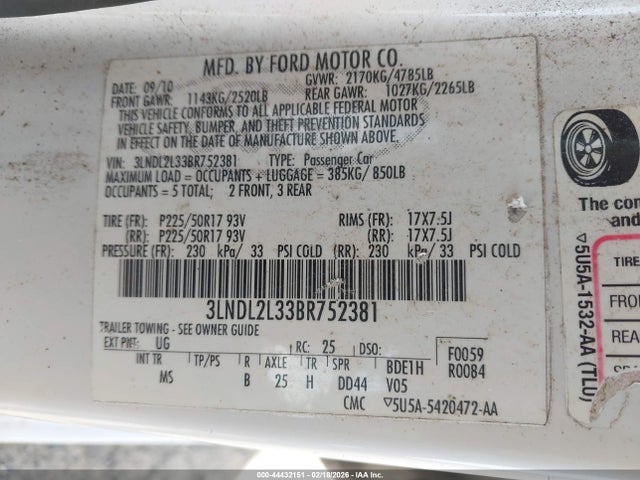 MFD. BY FORD MOTOR CO.
DATE: 09/10 GVWR: 2170KG/4785LB
FRONT GAWR: 1143KG/2520LB REAR GAWR: 1027KG/2265LB
THIS VEHICLE CONFORMS TO ALL APPLICABLE FEDERAL MOTOR
VEHICLE SAFETY, BUMPER, AND THEFT PREVENTION STANDARDS
IN EFFECT ON THE DATE OF MANUFACTURE SHOWN ABOVE.
VIN: 3LNDL2L33BR752381 TYPE: Passenger Car
MAXIMUM LOAD = OCCUPANTS + LUGGAGE = 385KG/ 850LB
OCCUPANTS = 5 TOTAL; 2 FRONT, 3 REAR
TIRE (FR): P225/50R17 93V RIMS (FR): 17X7.5J
(RR): P225/50R17 93V (RR): 17X7.5J
PRESSURE (FR): 230 kPa/ 33 PSI COLD (RR): 230 kPa/ 33 PSI COLD
3LNDL2L33BR752381
TRAILER TOWING - SEE OWNER GUIDE
EXT PNT: UG RC: 25 DSO: F0059
INT TR TP/PS R AXLE TR SPR BDE1H R0084
MS B 25 H DD44 V05
CMC ▽5U5A-5420472-AA
The con
▽5U5A-1532-AA (TLU)
TIRE
FRO
REA
000-44432151 | 02/18/2026 - IAA, Inc.